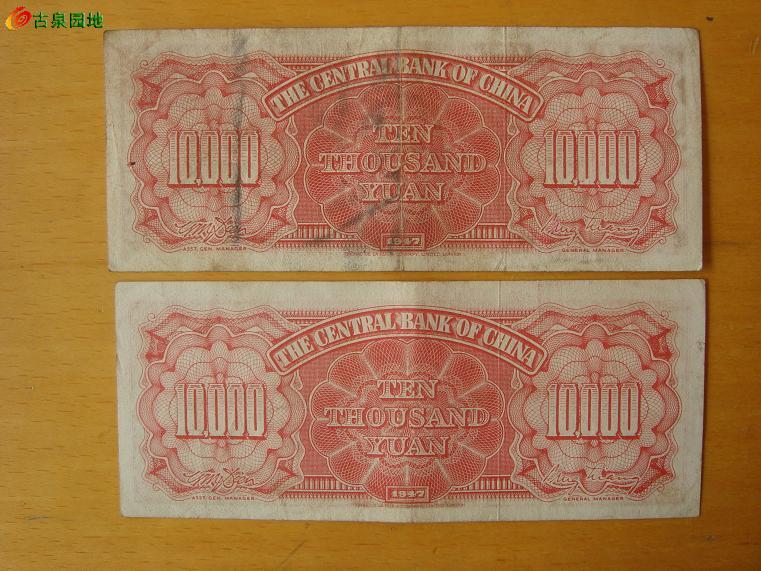 古泉园地
THE CENTRAL BANK OF CHINA
10,000
TEN
THOUSAND
YUAN
10,000
ASST. GEN. MANAGER
1947
GENERAL MANAGER
THE CENTRAL BANK OF CHINA
10,000
TEN
THOUSAND
YUAN
10,000
ASST. GEN. MANAGER
1947
GENERAL MANAGER